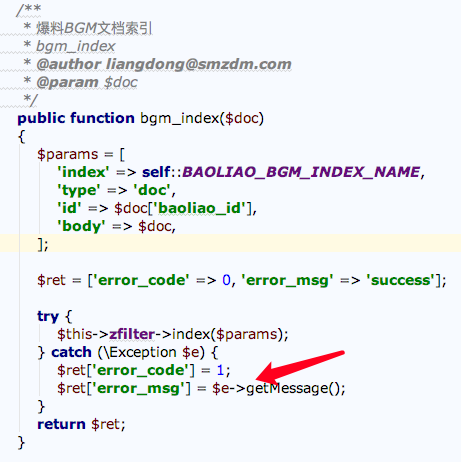 /**
 * 爆料BGM文档索引
 * bgm_index
 * @author liangdong@smzdm.com
 * @param $doc
 */
public function bgm_index($doc)
{
    $params = [
        'index' => self::BAOLIAO_BGM_INDEX_NAME,
        'type' => 'doc',
        'id' => $doc['baoliao_id'],
        'body' => $doc,
    ];

    $ret = ['error_code' => 0, 'error_msg' => 'success'];

    try {
        $this->zfilter->index($params);
    } catch (\Exception $e) {
        $ret['error_code'] = 1;
        $ret['error_msg'] = $e->getMessage();
    }
    return $ret;
}